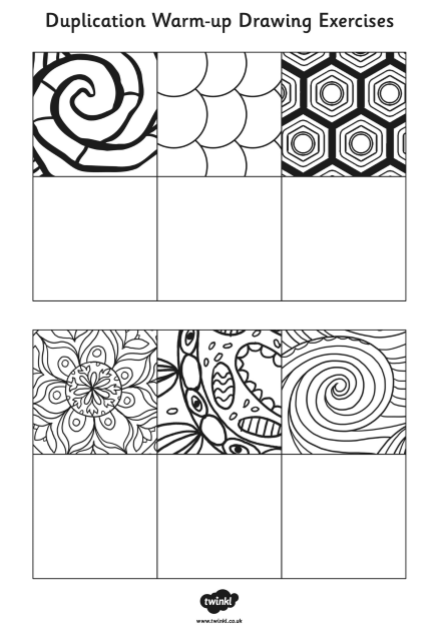 Duplication Warm-up Drawing Exercises
twinkl
www.twinkl.co.uk